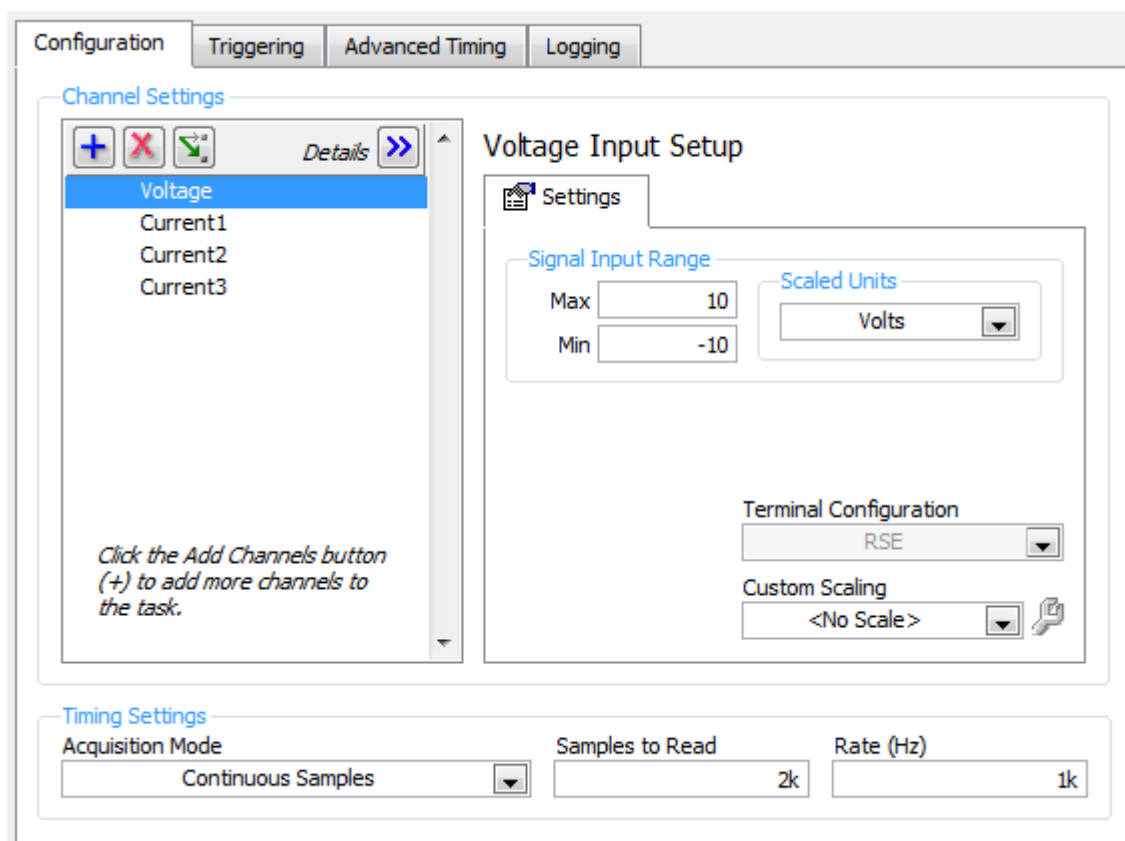 Configuration
Triggering
Advanced Timing
Logging
Channel Settings
Details
Voltage
Current1
Current2
Current3
Click the Add Channels button
(+) to add more channels to
the task.
Voltage Input Setup
Settings
Signal Input Range
Max 10
Min -10
Scaled Units
Volts
Terminal Configuration
RSE
Custom Scaling
<No Scale>
Timing Settings
Acquisition Mode
Continuous Samples
Samples to Read
2k
Rate (Hz)
1k